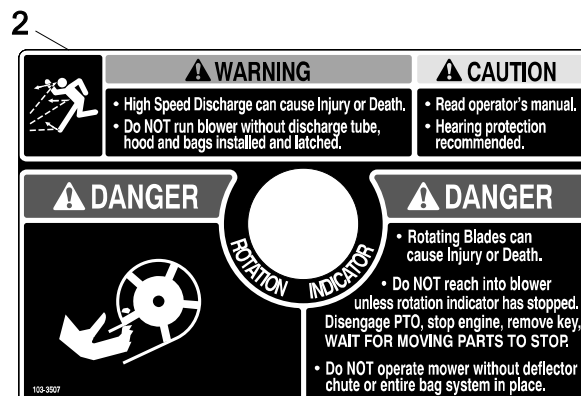 2
WARNING
• High Speed Discharge can cause Injury or Death.
• Do NOT run blower without discharge tube,
hood and bags installed and latched.
CAUTION
• Read operator's manual.
• Hearing protection
recommended.
DANGER
ROTATION INDICATOR
DANGER
• Rotating Blades can
cause Injury or Death.
• Do NOT reach into blower
unless rotation indicator has stopped.
Disengage PTO, stop engine, remove key,
WAIT FOR MOVING PARTS TO STOP.
• Do NOT operate mower without deflector
chute or entire bag system in place.
103-3507